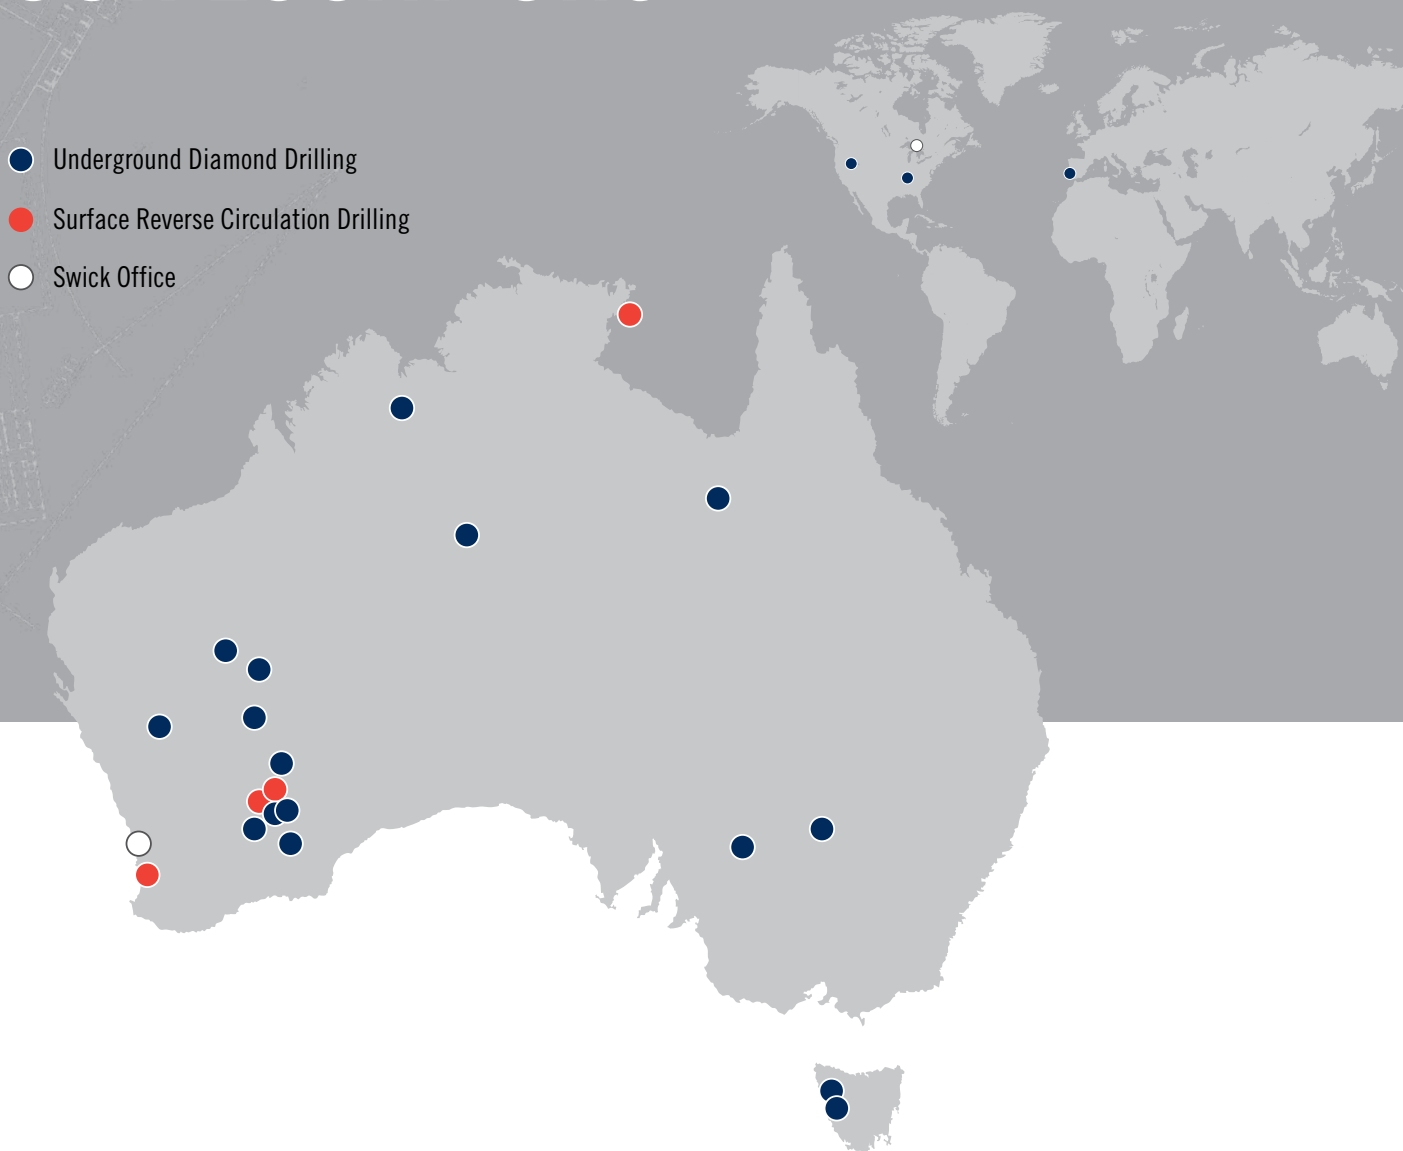 Underground Diamond Drilling
Surface Reverse Circulation Drilling
Swick Office